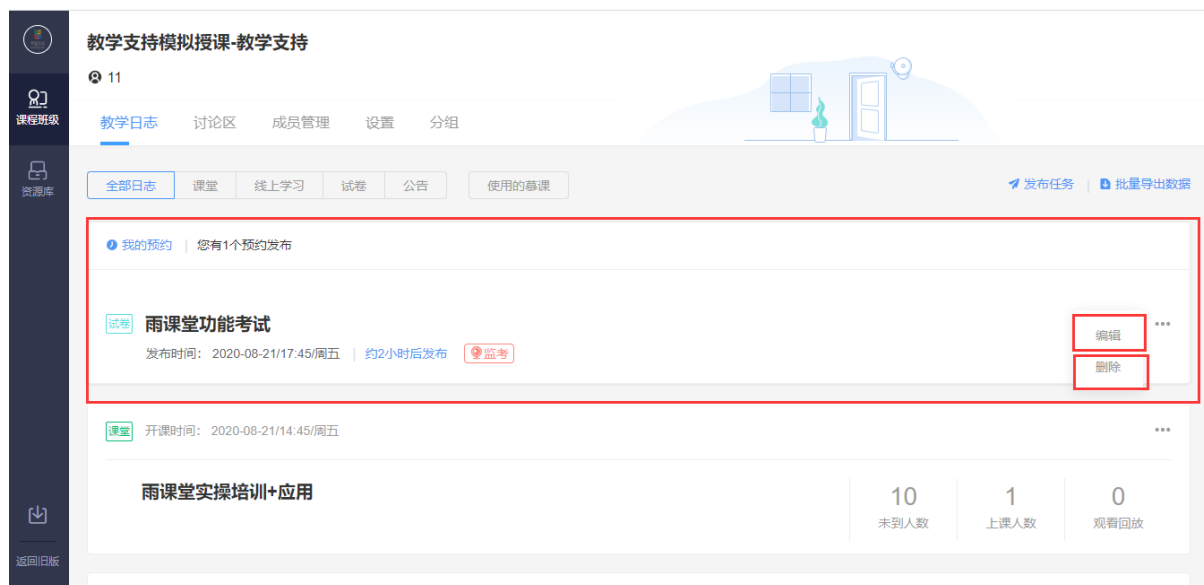 教学支持模拟授课-教学支持
11
课程班级
教学日志 讨论区 成员管理 设置 分组
资源库
全部日志 课堂 线上学习 试卷 公告 使用的慕课 发布任务 | 批量导出数据
我的预约 | 您有1个预约发布
试卷 雨课堂功能考试
发布时间： 2020-08-21/17:45/周五 | 约2小时后发布 监考
编辑
删除
课堂 开课时间： 2020-08-21/14:45/周五
雨课堂实操培训+应用
10 1 0
未到人数 上课人数 观看回放
返回旧版